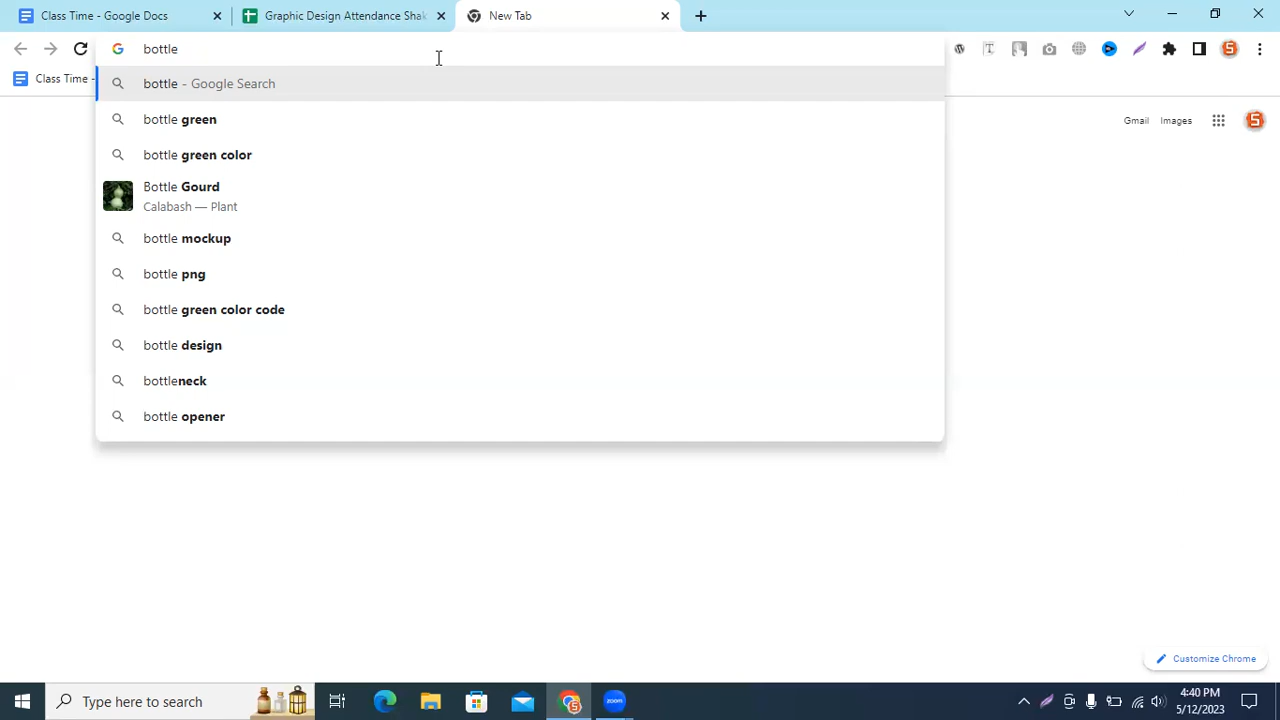 Class Time - Google Docs
Graphic Design Attendance Shak
New Tab
bottle
Class Time -
bottle - Google Search
bottle green
bottle green color
Bottle Gourd
Calabash — Plant
bottle mockup
bottle png
bottle green color code
bottle design
bottleneck
bottle opener
Gmail
Images
Customize Chrome
Type here to search
zoom
4:40 PM
5/12/2023